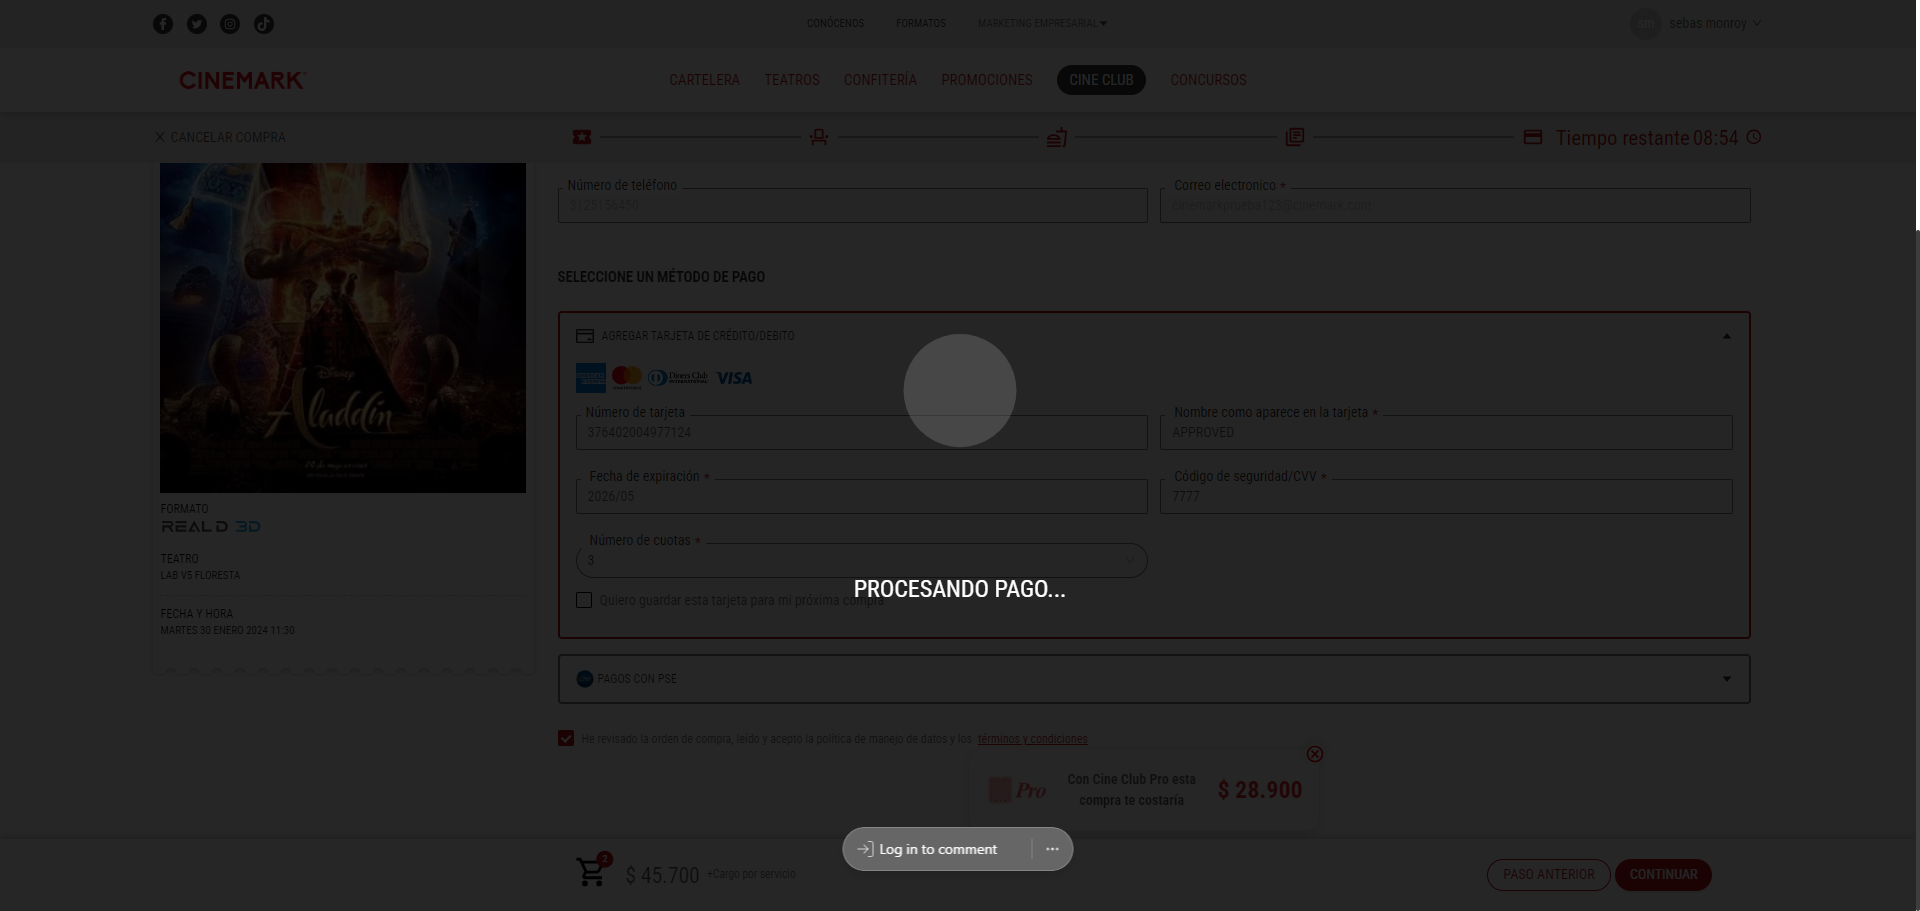 CONÓCENOS
FORMATOS
MARKETING EMPRESARIAL
sebas monroy
CINEMARK
CARTELERA
TEATROS
CONFITERÍA
PROMOCIONES
CINE CLUB
CONCURSOS
CANCELAR COMPRA
Tiempo restante 08:54
Número de teléfono
3125156450
Correo electronico *
cinemarkprueba123@cinemark.com
SELECCIONE UN MÉTODO DE PAGO
AGREGAR TARJETA DE CRÉDITO/DEBITO
Diners Club
VISA
Número de tarjeta
376402004977124
Nombre como aparece en la tarjeta *
APPROVED
Fecha de expiración *
2026/05
Código de seguridad/CVV *
7777
Número de cuotas *
3
Quiero guardar esta tarjeta para mi próxima compra
PROCESANDO PAGO...
Disney
Aladdin
FORMATO
REAL D 3D
TEATRO
LAB V5 FLORESTA
FECHA Y HORA
MARTES 30 ENERO 2024 11:30
PAGOS CON PSE
He revisado la orden de compra, leído y acepto la política de manejo de datos y los términos y condiciones
Pro
Con Cine Club Pro esta
compra te costaría
$ 28.900
Log in to comment
2
$ 45.700
+Cargo por servicio
PASO ANTERIOR
CONTINUAR